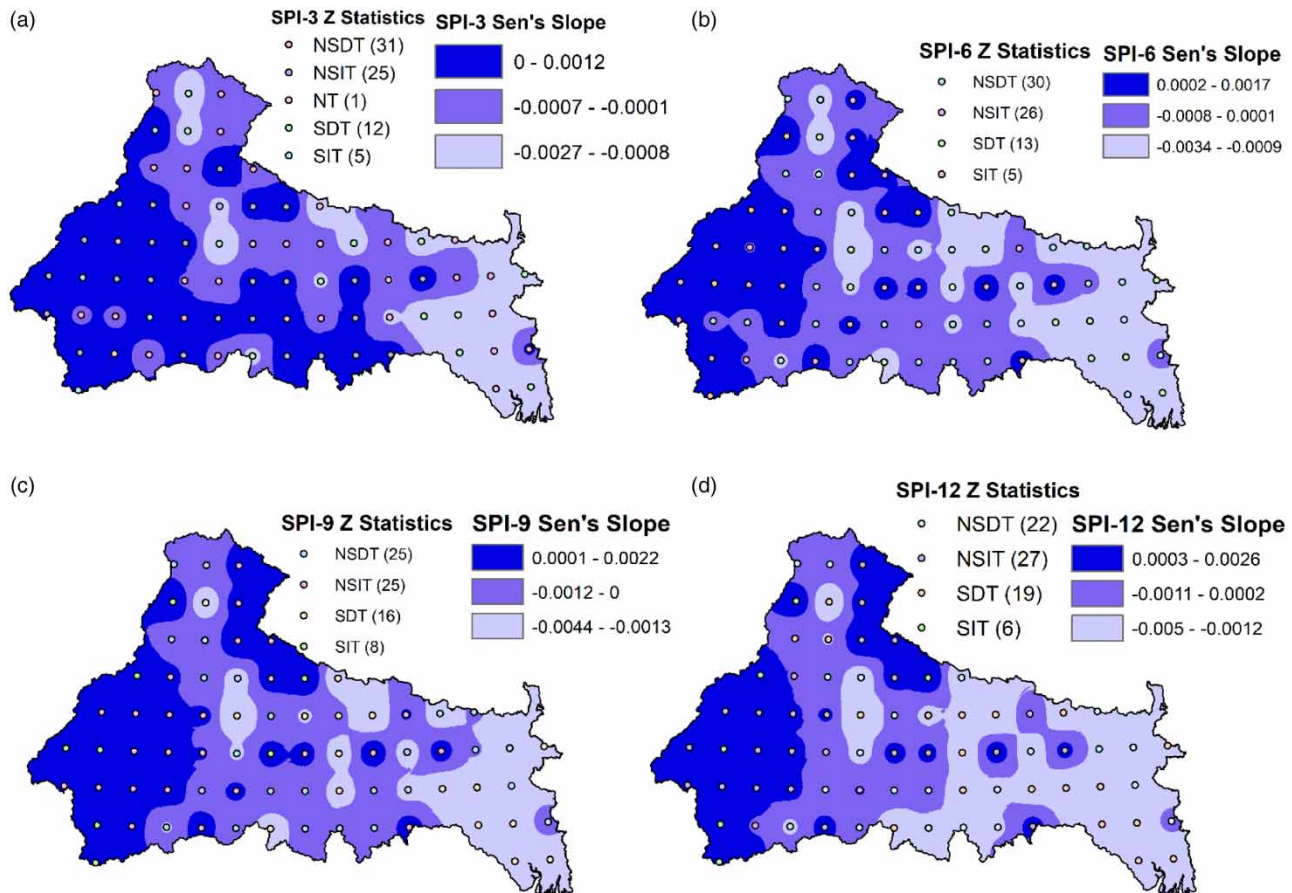 (a)
SPI-3 Z Statistics
NSDT (31)
NSIT (25)
NT (1)
SDT (12)
SIT (5)
SPI-3 Sen's Slope
0 - 0.0012
-0.0007 - -0.0001
-0.0027 - -0.0008
(b)
SPI-6 Z Statistics
NSDT (30)
NSIT (26)
SDT (13)
SIT (5)
SPI-6 Sen's Slope
0.0002 - 0.0017
-0.0008 - 0.0001
-0.0034 - -0.0009
(c)
SPI-9 Z Statistics
NSDT (25)
NSIT (25)
SDT (16)
SIT (8)
SPI-9 Sen's Slope
0.0001 - 0.0022
-0.0012 - 0
-0.0044 - -0.0013
(d)
SPI-12 Z Statistics
NSDT (22)
NSIT (27)
SDT (19)
SIT (6)
SPI-12 Sen's Slope
0.0003 - 0.0026
-0.0011 - 0.0002
-0.005 - -0.0012